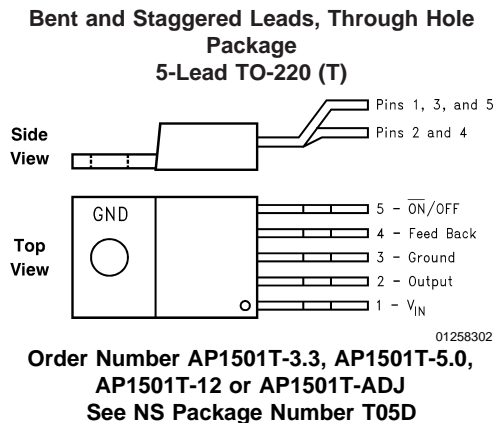 Bent and Staggered Leads, Through Hole
Package
5-Lead TO-220 (T)
Side
View
Pins 1, 3, and 5
Pins 2 and 4
Top
View
GND
5 - O̅N̅/OFF
4 - Feed Back
3 - Ground
2 - Output
1 - VIN
01258302
Order Number AP1501T-3.3, AP1501T-5.0,
AP1501T-12 or AP1501T-ADJ
See NS Package Number T05D